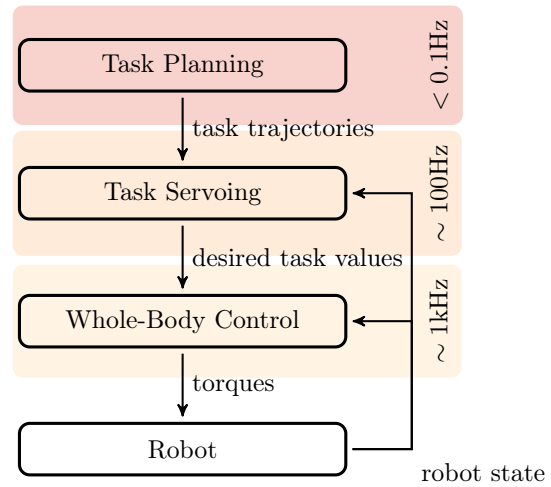 Task Planning
< 0.1Hz
task trajectories
Task Servoing
∼ 100Hz
desired task values
Whole-Body Control
∼ 1kHz
torques
Robot
robot state